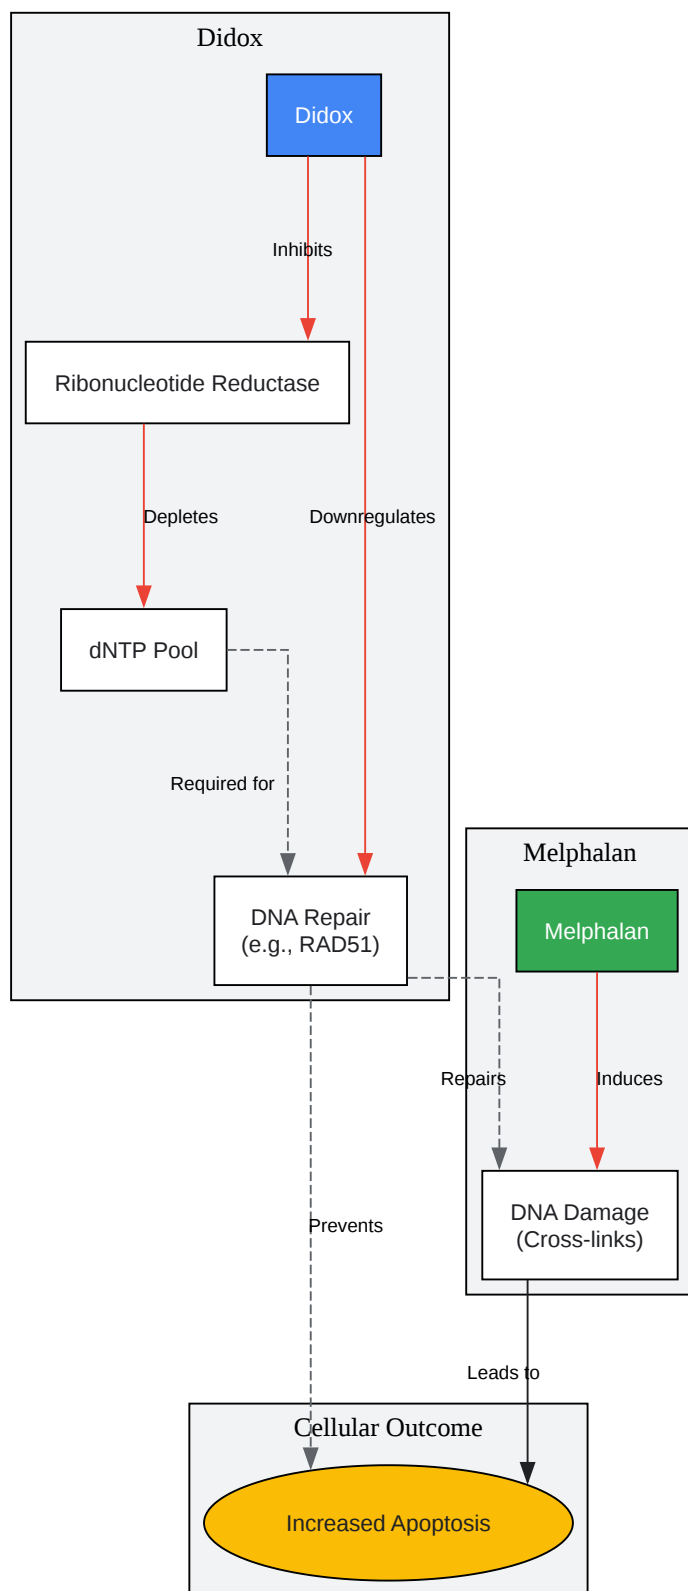 Didox
Didox
Inhibits
Ribonucleotide Reductase
Depletes
Downregulates
dNTP Pool
Required for
DNA Repair
(e.g., RAD51)
Melphalan
Melphalan
Repairs
Induces
DNA Damage
(Cross-links)
Prevents
Leads to
Cellular Outcome
Increased Apoptosis